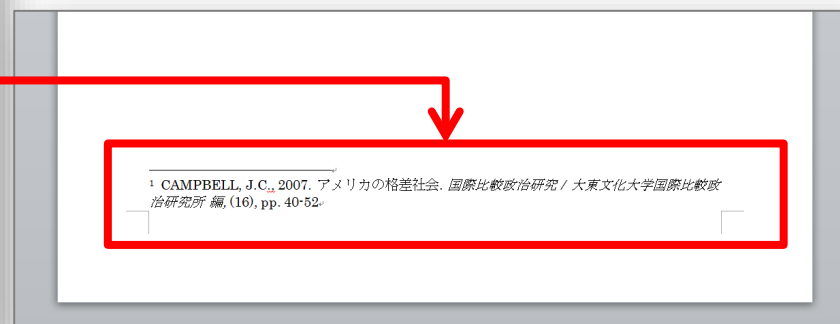 1 CAMPBELL, J.C., 2007. アメリカの格差社会. 国際比較政治研究 / 大東文化大学国際比較政
治研究所 編, (16), pp. 40-52